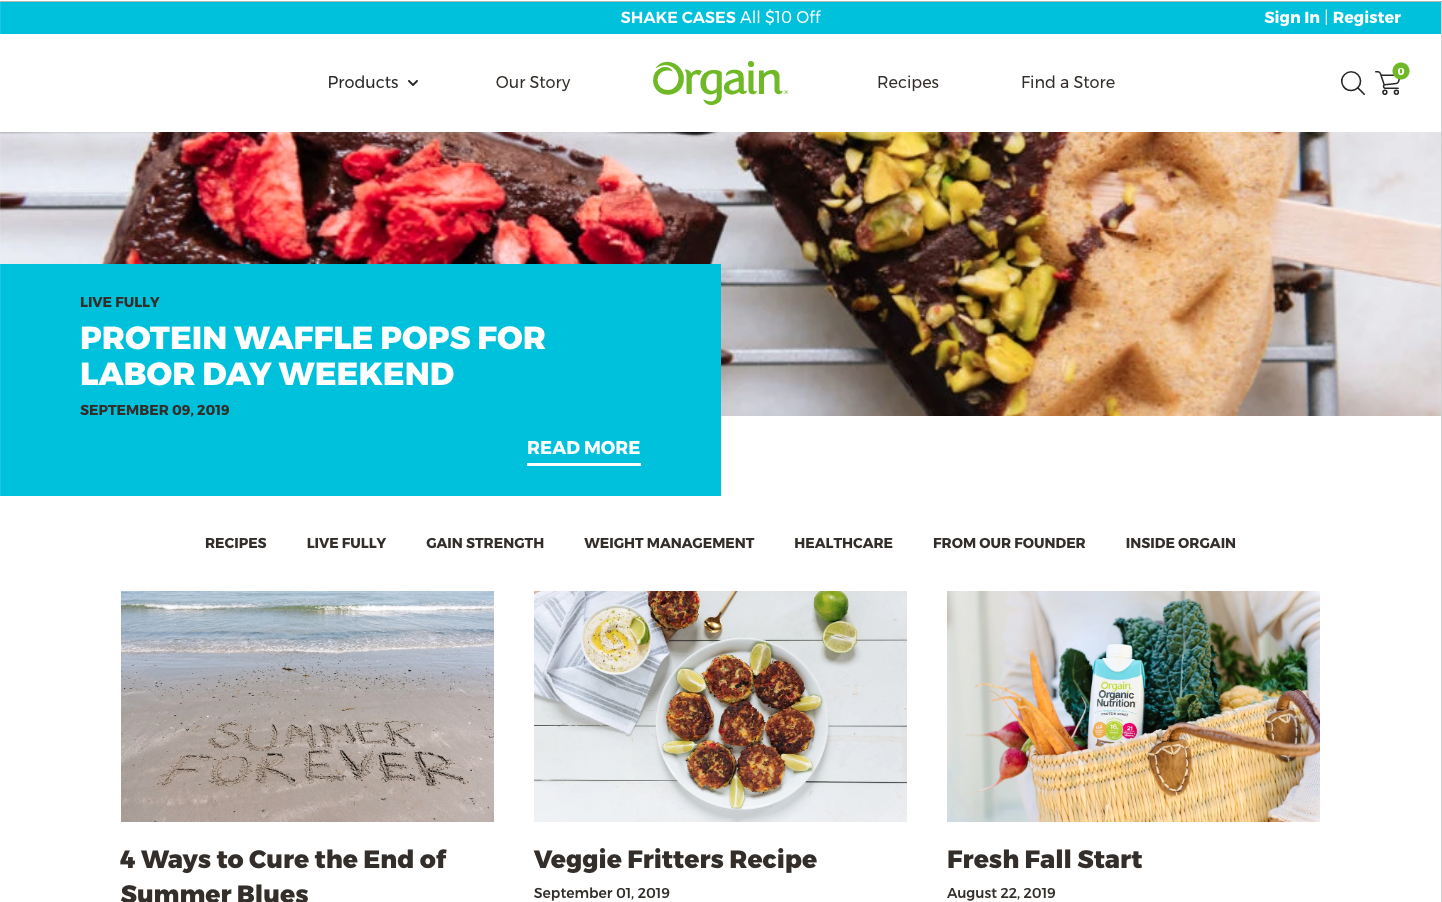 SHAKE CASES All $10 Off
Sign In | Register
Products
Our Story
Orgain
Recipes
Find a Store
0
LIVE FULLY
PROTEIN WAFFLE POPS FOR
LABOR DAY WEEKEND
SEPTEMBER 09, 2019
READ MORE
RECIPES
LIVE FULLY
GAIN STRENGTH
WEIGHT MANAGEMENT
HEALTHCARE
FROM OUR FOUNDER
INSIDE ORGAIN
SUMMER
FOREVER
Orgain
Organic
Nutrition
4 Ways to Cure the End of
Summer Blues
Veggie Fritters Recipe
September 01, 2019
Fresh Fall Start
August 22, 2019